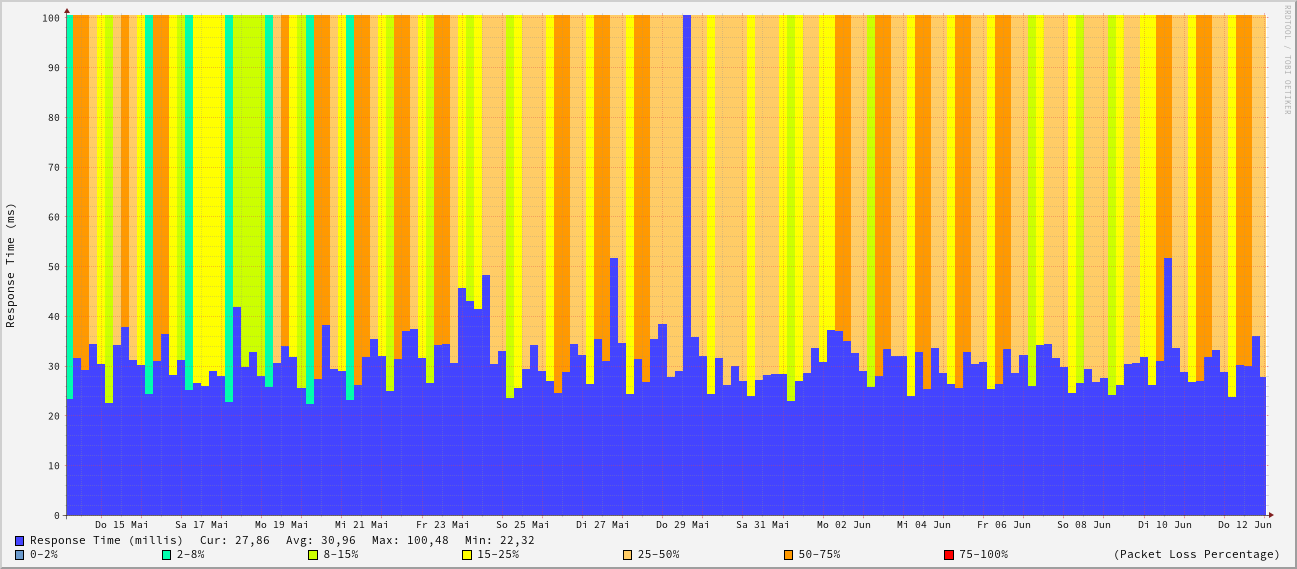 RRDTOOL / TOBI OETIKER
Response Time (ms)
100
90
80
70
60
50
40
30
20
10
0
Do 15 Mai Sa 17 Mai Mo 19 Mai Mi 21 Mai Fr 23 Mai So 25 Mai Di 27 Mai Do 29 Mai Sa 31 Mai Mo 02 Jun Mi 04 Jun Fr 06 Jun So 08 Jun Di 10 Jun Do 12 Jun
Response Time (millis) Cur: 27,86 Avg: 30,96 Max: 100,48 Min: 22,32
0-2% 2-8% 8-15% 15-25% 25-50% 50-75% 75-100% (Packet Loss Percentage)